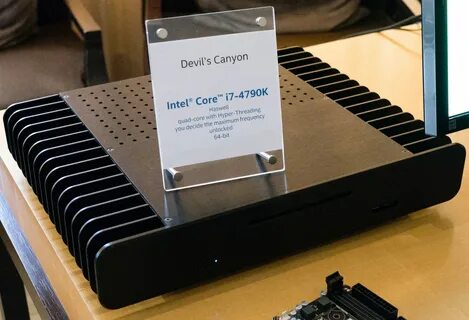 Devil's Canyon
Intel® Core™ i7-4790K
Haswell
quad-core with Hyper-Threading
you decide the maximum frequency
unlocked
64-bit